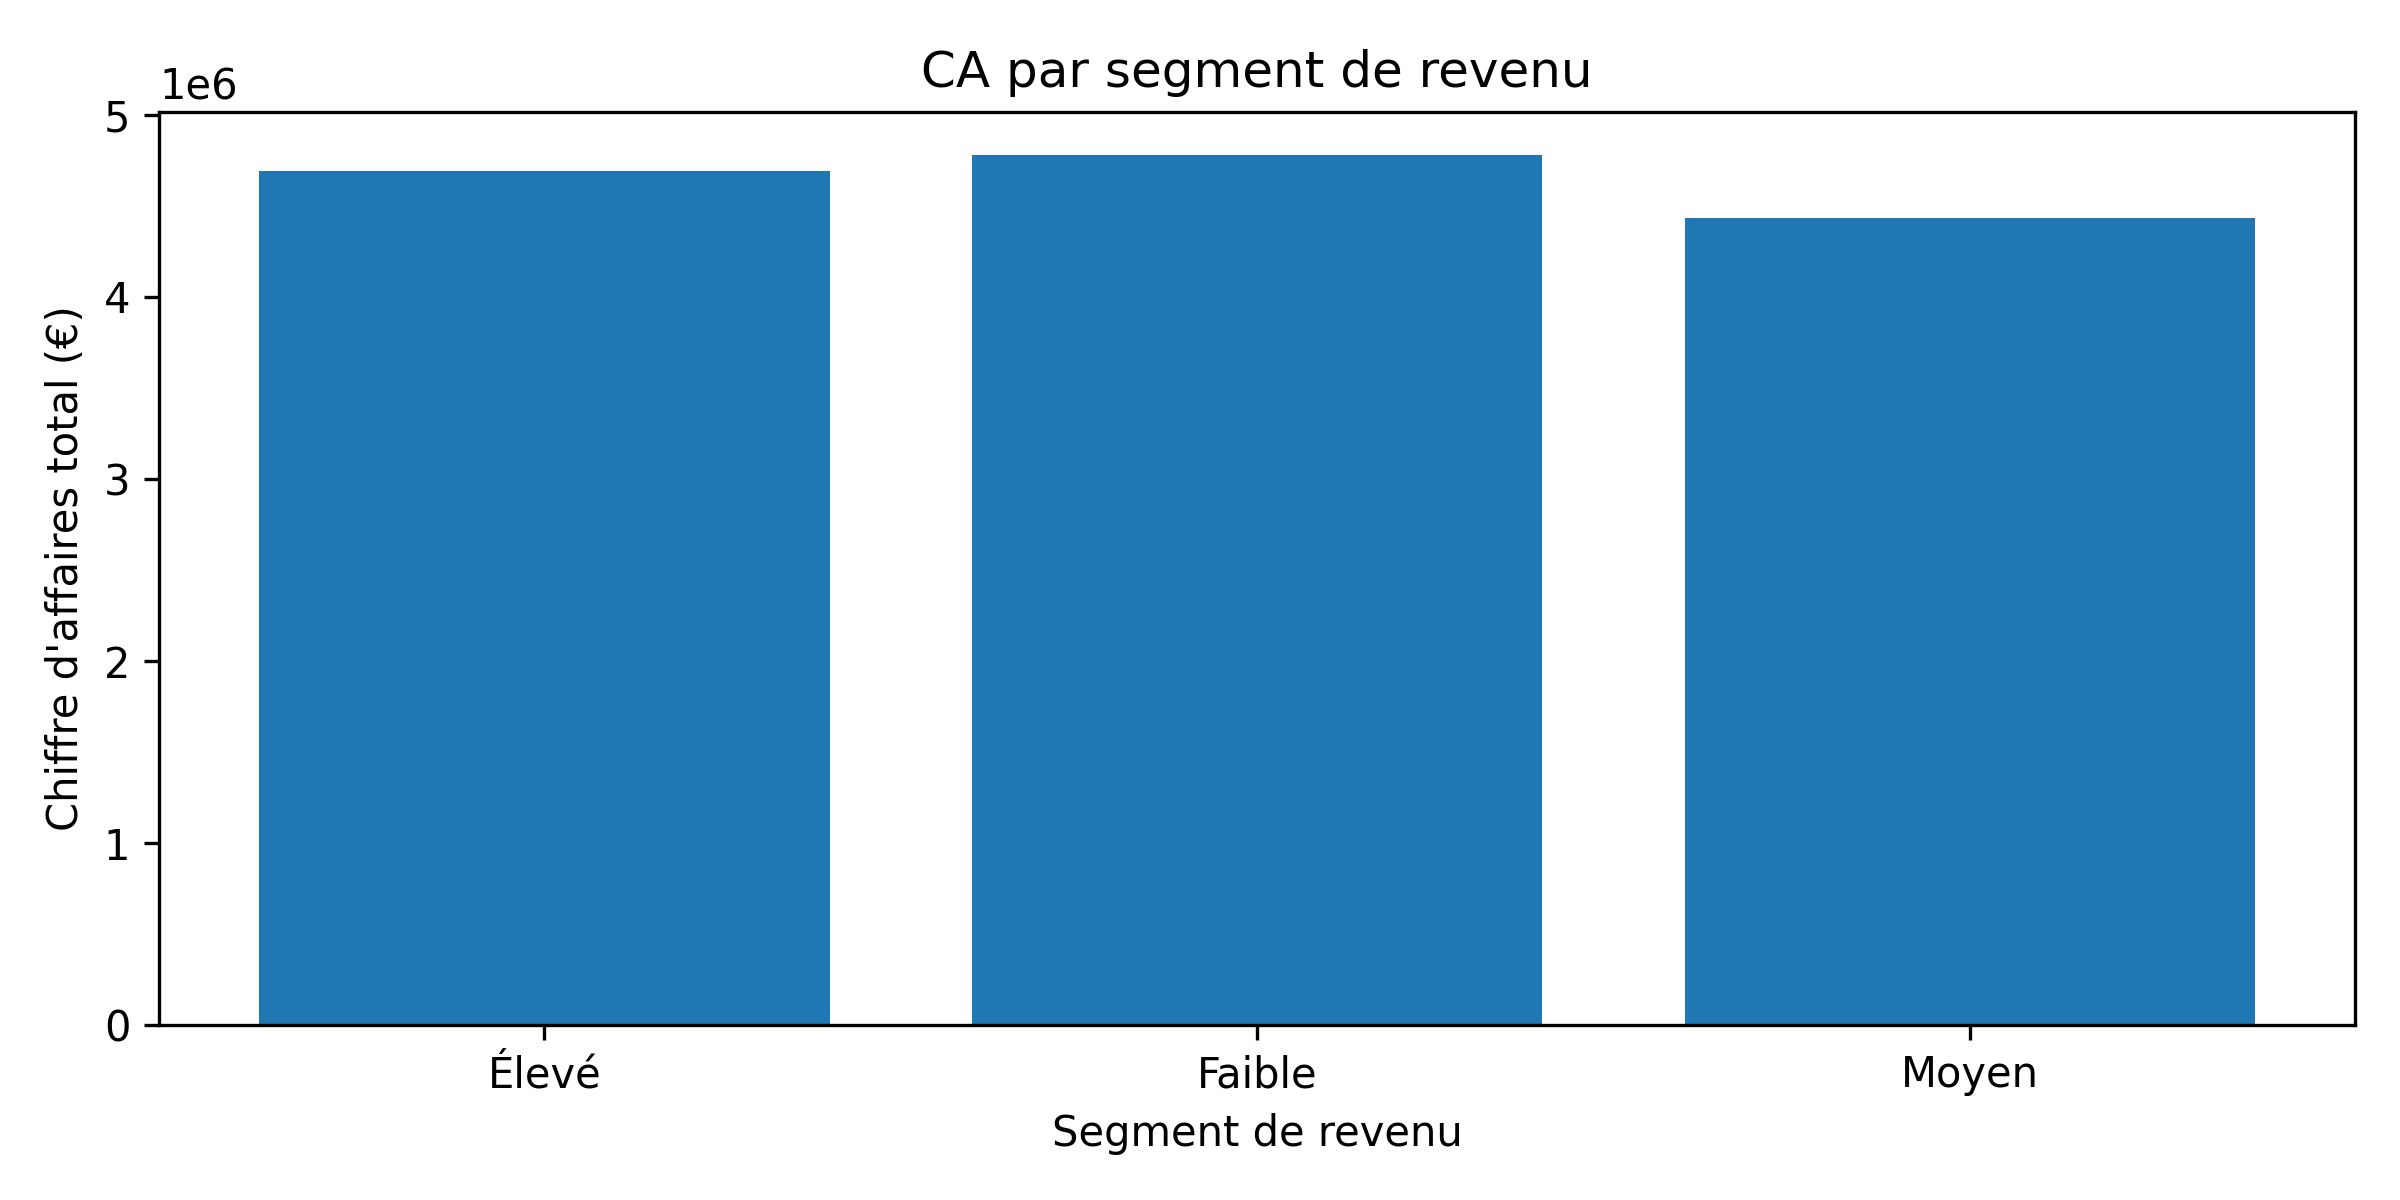 CA par segment de revenu
1e6
5
4
3
2
1
0
Chiffre d'affaires total (€)
Élevé
Faible
Moyen
Segment de revenu